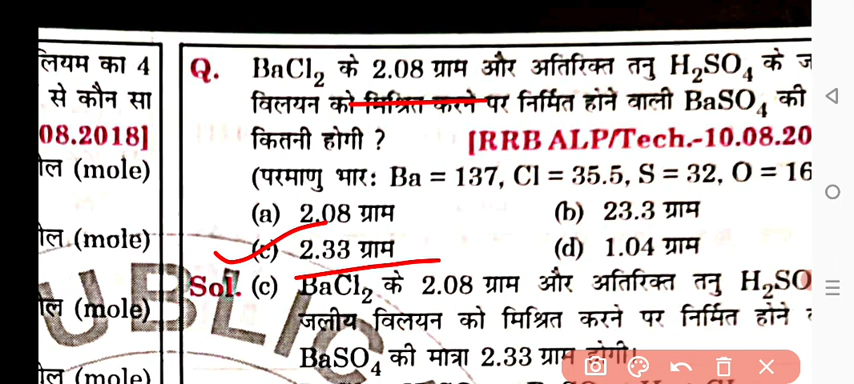 लियम का 4
से कौन सा
08.2018]
ोल (mole)
ोल (mole)
ोल (mole)
ोल (mole)
Q. BaCl₂ के 2.08 ग्राम और अतिरिक्त तनु H₂SO₄ के ज
विलयन को मिश्रित करने पर निर्मित होने वाली BaSO₄ की
कितनी होगी ? [RRB ALP/Tech.-10.08.20
(परमाणु भार: Ba = 137, Cl = 35.5, S = 32, O = 16
(a) 2.08 ग्राम (b) 23.3 ग्राम
(c) 2.33 ग्राम (d) 1.04 ग्राम
Sol. (c) BaCl₂ के 2.08 ग्राम और अतिरिक्त तनु H₂SO
जलीय विलयन को मिश्रित करने पर निर्मित होने
BaSO₄ की मात्रा 2.33 ग्राम होगी।
UBLIC